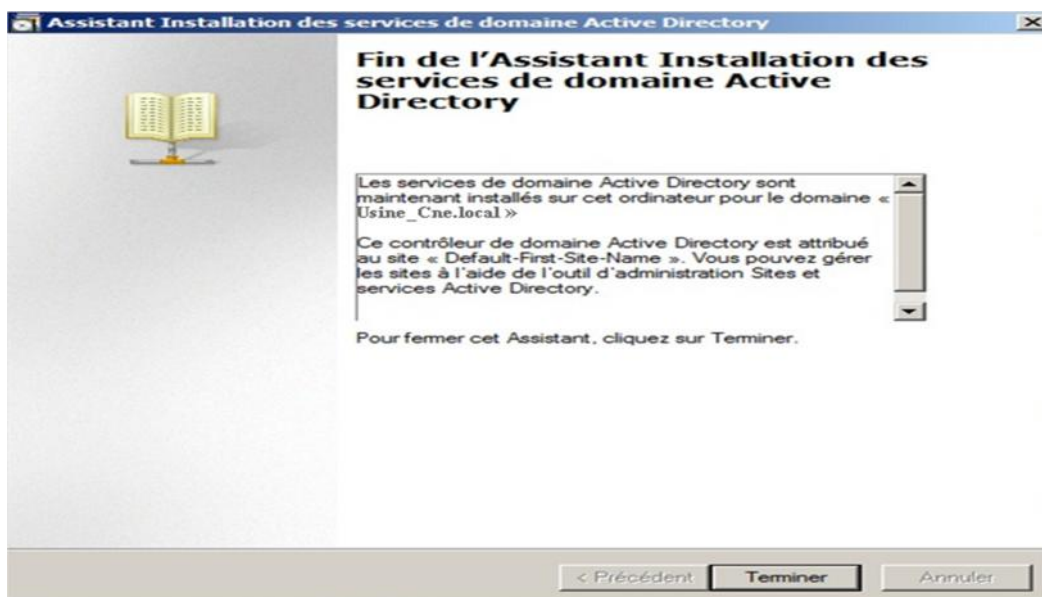 Assistant Installation des services de domaine Active Directory
Fin de l'Assistant Installation des
services de domaine Active
Directory
Les services de domaine Active Directory sont
maintenant installés sur cet ordinateur pour le domaine «
Usine_Cne.local »
Ce contrôleur de domaine Active Directory est attribué
au site « Default-First-Site-Name ». Vous pouvez gérer
les sites à l'aide de l'outil d'administration Sites et
services Active Directory.
Pour fermer cet Assistant, cliquez sur Terminer.
< Précédent
Terminer
Annuler